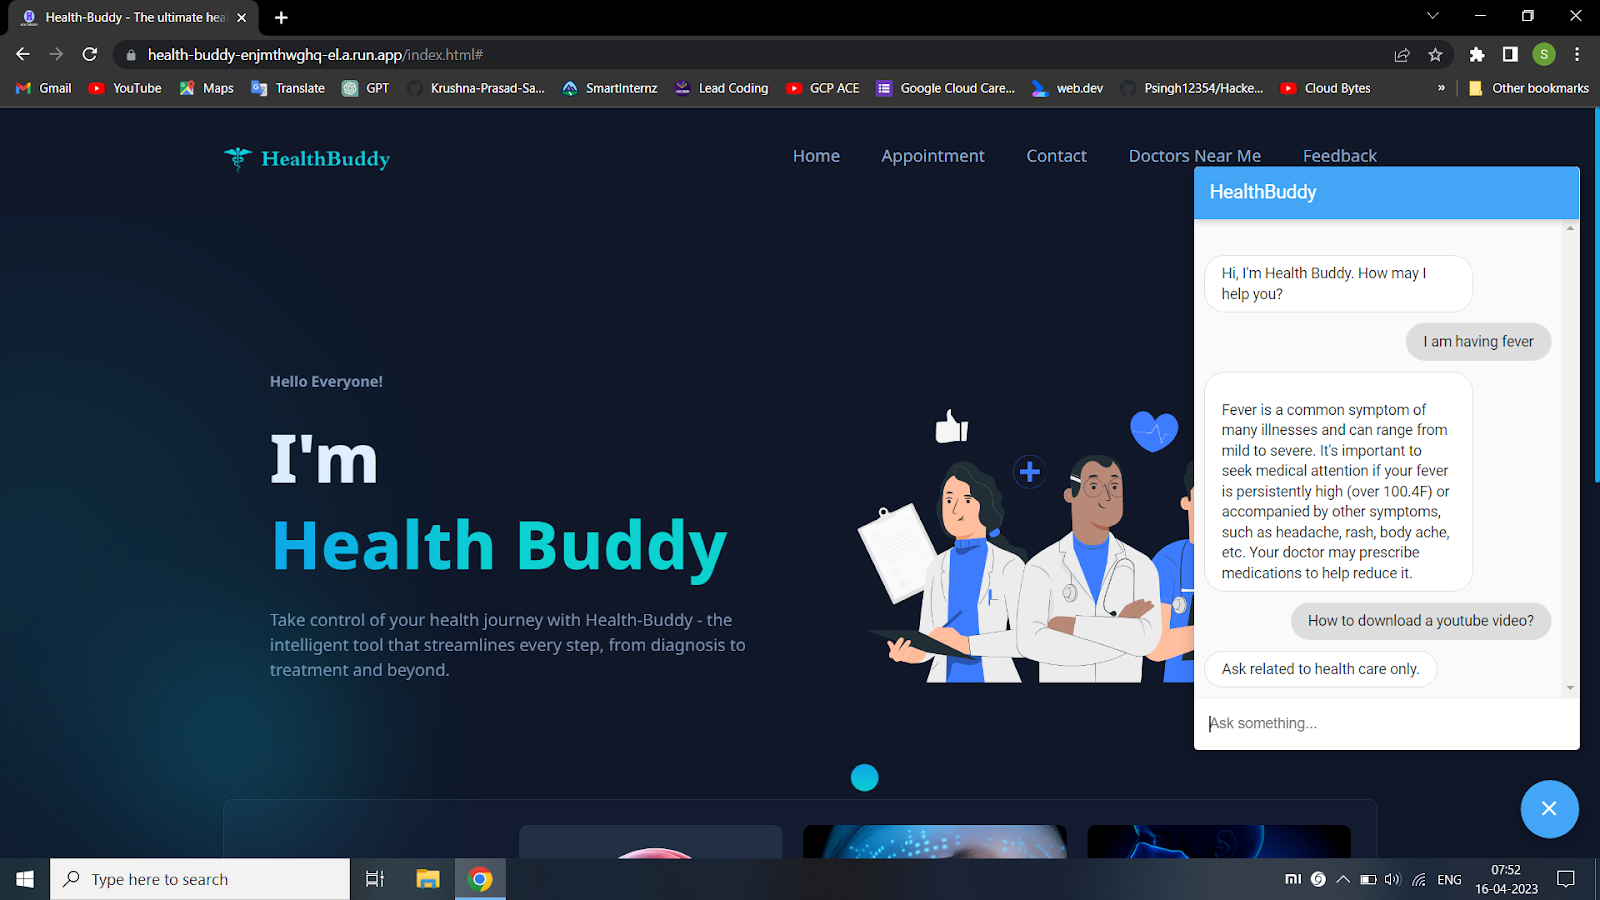 Health-Buddy - The ultimate hea
health-buddy-enjmthwghq-el.a.run.app/index.html#
S
Gmail
YouTube
Maps
Translate
GPT
Krushna-Prasad-Sa...
SmartInternz
Lead Coding
GCP ACE
Google Cloud Care...
web.dev
Psingh12354/Hacke...
Cloud Bytes
»
Other bookmarks
HealthBuddy
Home
Appointment
Contact
Doctors Near Me
Feedback
Hello Everyone!
I'm
Health Buddy
Take control of your health journey with Health-Buddy - the
intelligent tool that streamlines every step, from diagnosis to
treatment and beyond.
HealthBuddy
Hi, I'm Health Buddy. How may I
help you?
I am having fever
Fever is a common symptom of
many illnesses and can range from
mild to severe. It's important to
seek medical attention if your fever
is persistently high (over 100.4F) or
accompanied by other symptoms,
such as headache, rash, body ache,
etc. Your doctor may prescribe
medications to help reduce it.
How to download a youtube video?
Ask related to health care only.
Ask something...
Type here to search
ENG
07:52
16-04-2023